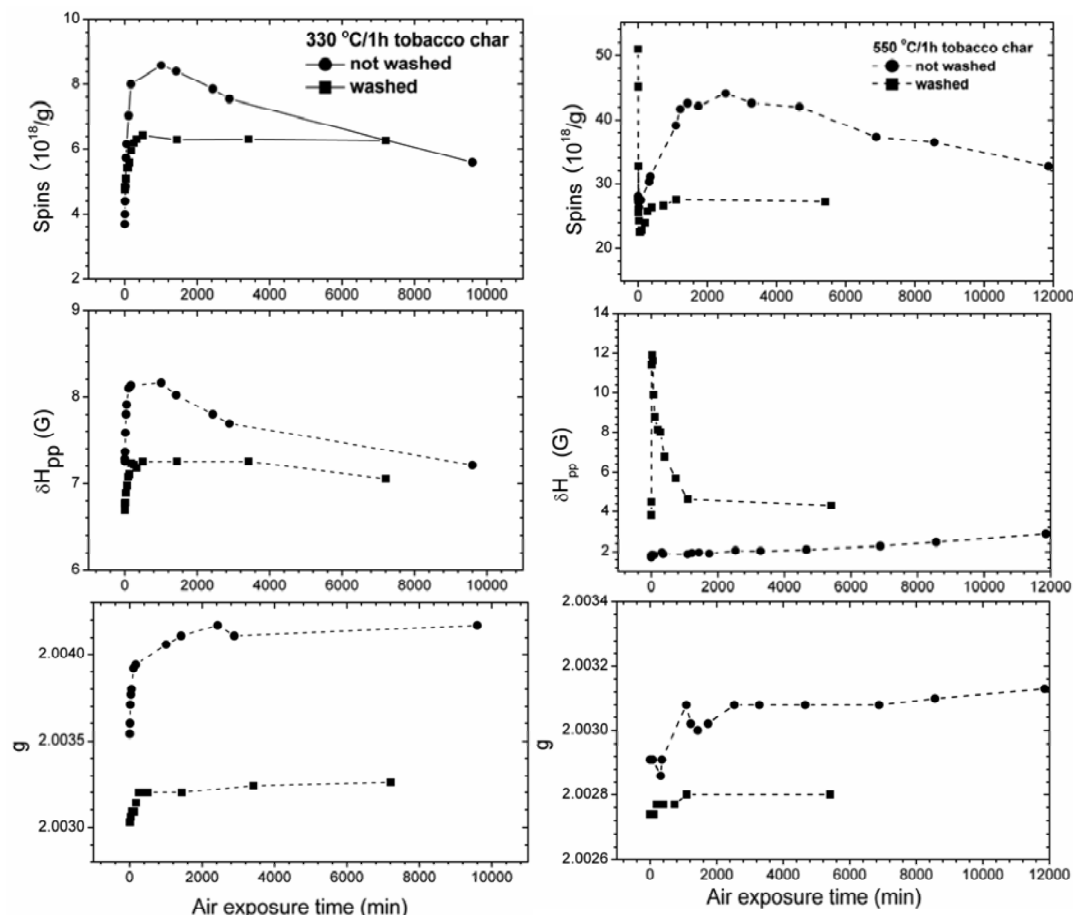 330 °C/1h tobacco char
not washed
washed
Spins (10^18/g)
10
8
6
4
2
0 2000 4000 6000 8000 10000
550 °C/1h tobacco char
not washed
washed
Spins (10^18/g)
50
40
30
20
0 2000 4000 6000 8000 10000 12000
δH_PP (G)
9
8
7
6
0 2000 4000 6000 8000 10000
δH_pp (G)
14
12
10
8
6
4
2
0 2000 4000 6000 8000 10000 12000
g
2.0040
2.0035
2.0030
0 2000 4000 6000 8000 10000
Air exposure time (min)
g
2.0034
2.0032
2.0030
2.0028
2.0026
0 2000 4000 6000 8000 10000 12000
Air exposure time (min)